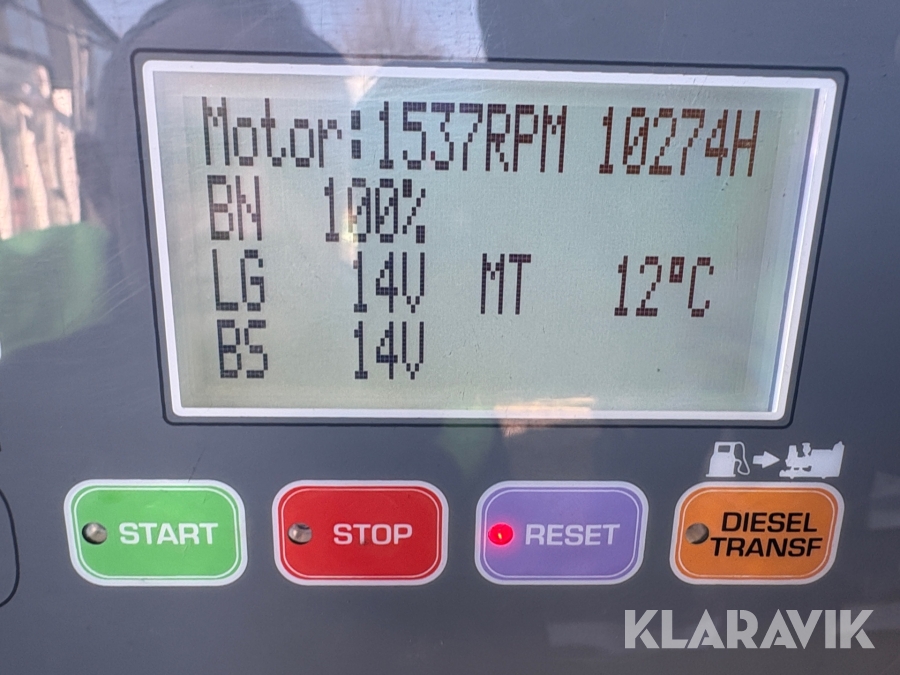 Motor:1537RPM 10274H
BN 100%
LG 14V MT 12°C
BS 14V
START
STOP
RESET
DIESEL
TRANSF
KLARAVIK